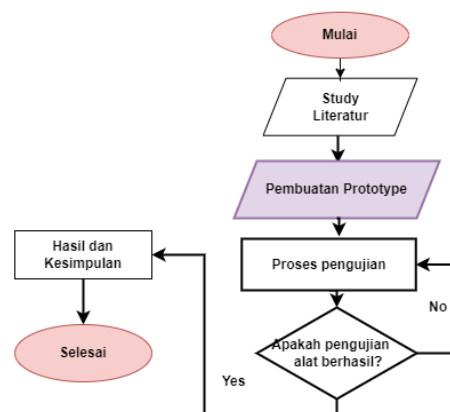 Mulai
Study
Literatur
Pembuatan Prototype
Proses pengujian
Hasil dan
Kesimpulan
No
Apakah pengujian
alat berhasil?
Selesai
Yes